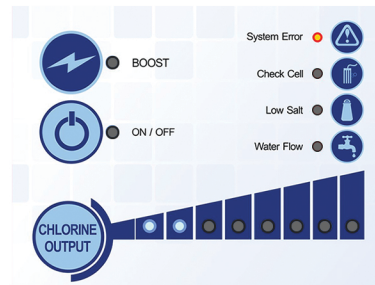 System Error
BOOST
Check Cell
Low Salt
ON / OFF
Water Flow
CHLORINE
OUTPUT